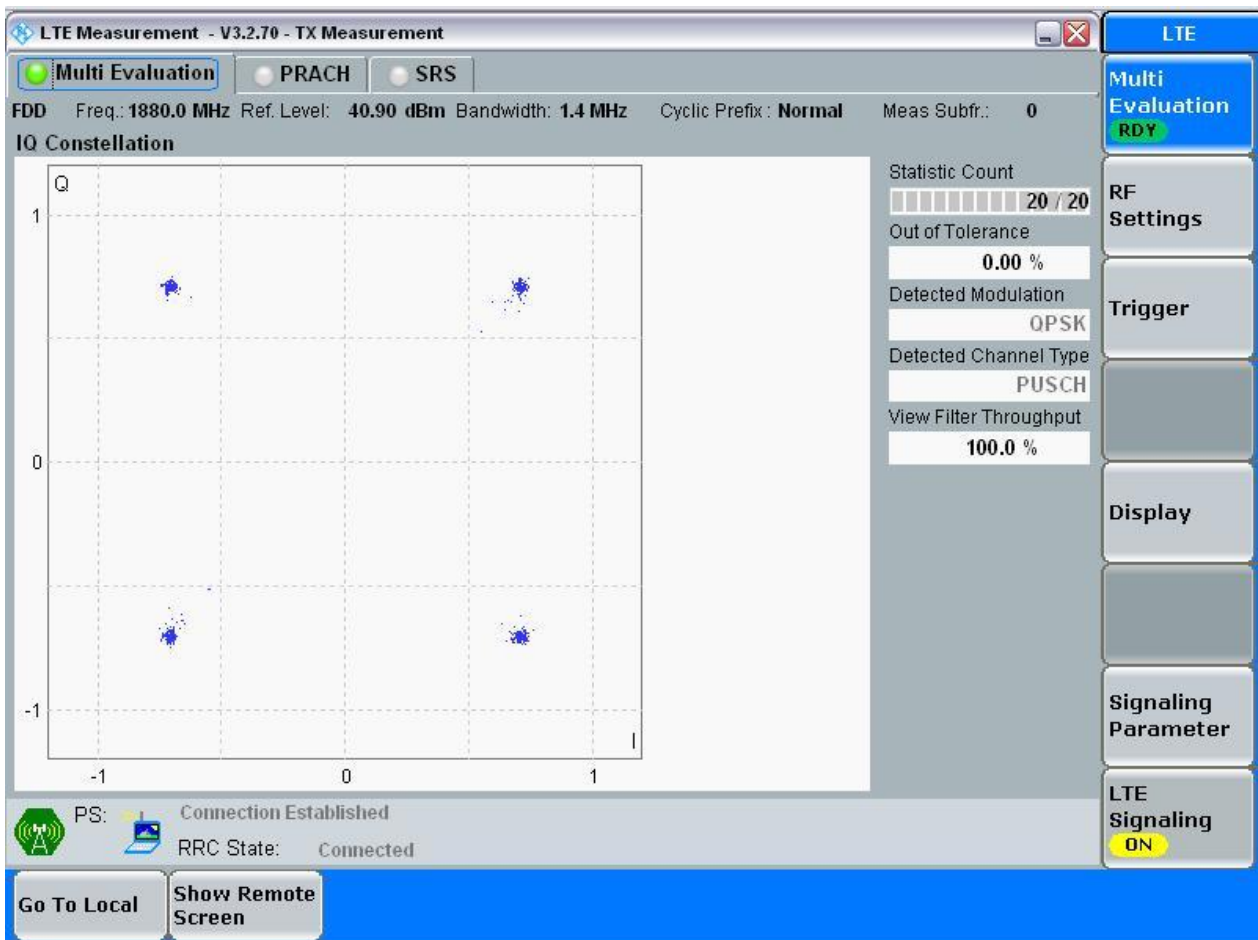 LTE Measurement - V3.2.70 - TX Measurement
LTE
Multi Evaluation PRACH SRS
FDD Freq.: 1880.0 MHz Ref. Level: 40.90 dBm Bandwidth: 1.4 MHz Cyclic Prefix : Normal Meas Subfr.: 0
IQ Constellation
Q
1
0
-1
I
-1 0 1
Statistic Count
20 / 20
Out of Tolerance
0.00 %
Detected Modulation
QPSK
Detected Channel Type
PUSCH
View Filter Throughput
100.0 %
Multi
Evaluation
RDY
RF
Settings
Trigger
Display
Signaling
Parameter
LTE
Signaling
ON
PS: Connection Established
RRC State: Connected
Go To Local
Show Remote
Screen